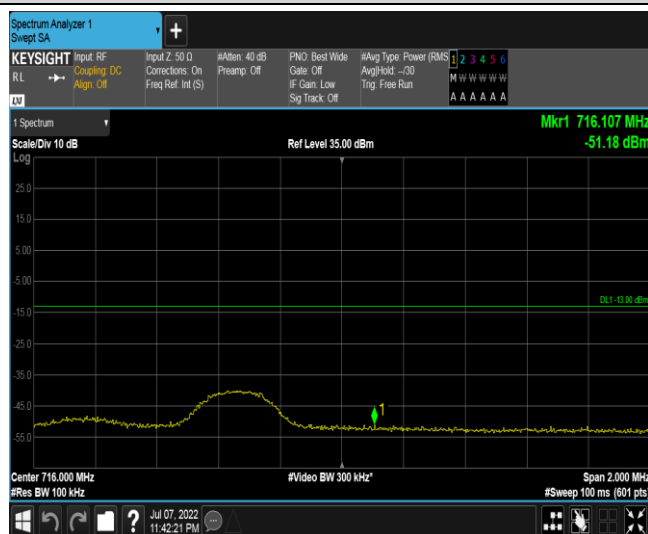 Spectrum Analyzer 1
Swept SA
+
KEYSIGHT Input: RF Input Z: 50 Ω #Atten: 40 dB PNO: Best Wide #Avg Type: Power (RMS 1 2 3 4 5 6
RL Coupling: DC Corrections: On Preamp: Off Gate: Off Avg|Hold: --/30 M W W W W W
Align: Off Freq Ref: Int (S) IF Gain: Low Trig: Free Run
Sig Track: Off A A A A A A
LXI
1 Spectrum Mkr1 716.107 MHz
Scale/Div 10 dB Ref Level 35.00 dBm -51.18 dBm
Log
25.0
15.0
5.00
-5.00
DL1 -13.00 dBm
-15.0
-25.0
-35.0
-45.0
1
-55.0
Center 716.000 MHz #Video BW 300 kHz* Span 2.000 MHz
#Res BW 100 kHz #Sweep 100 ms (601 pts)
? Jul 07, 2022
11:42:21 PM